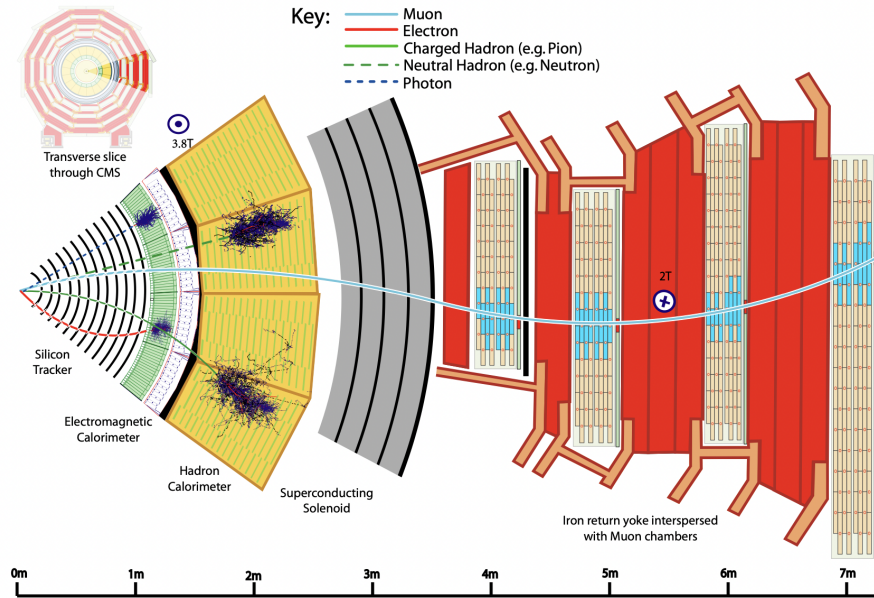 Key:
Muon
Electron
Charged Hadron (e.g. Pion)
Neutral Hadron (e.g. Neutron)
Photon
Transverse slice
through CMS
3.8T
2T
Silicon
Tracker
Electromagnetic
Calorimeter
Hadron
Calorimeter
Superconducting
Solenoid
Iron return yoke interspersed
with Muon chambers
0m
1m
2m
3m
4m
5m
6m
7m